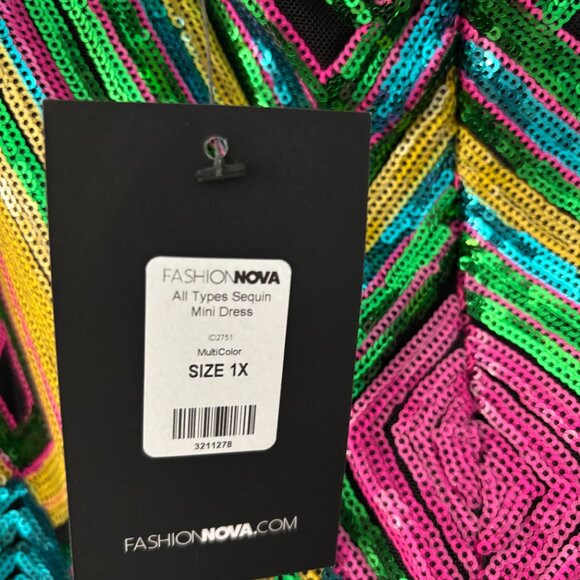 FASHIONNOVA
All Types Sequin
Mini Dress
ID2751
MultiColor
SIZE 1X
3211278
FASHIONNOVA.COM